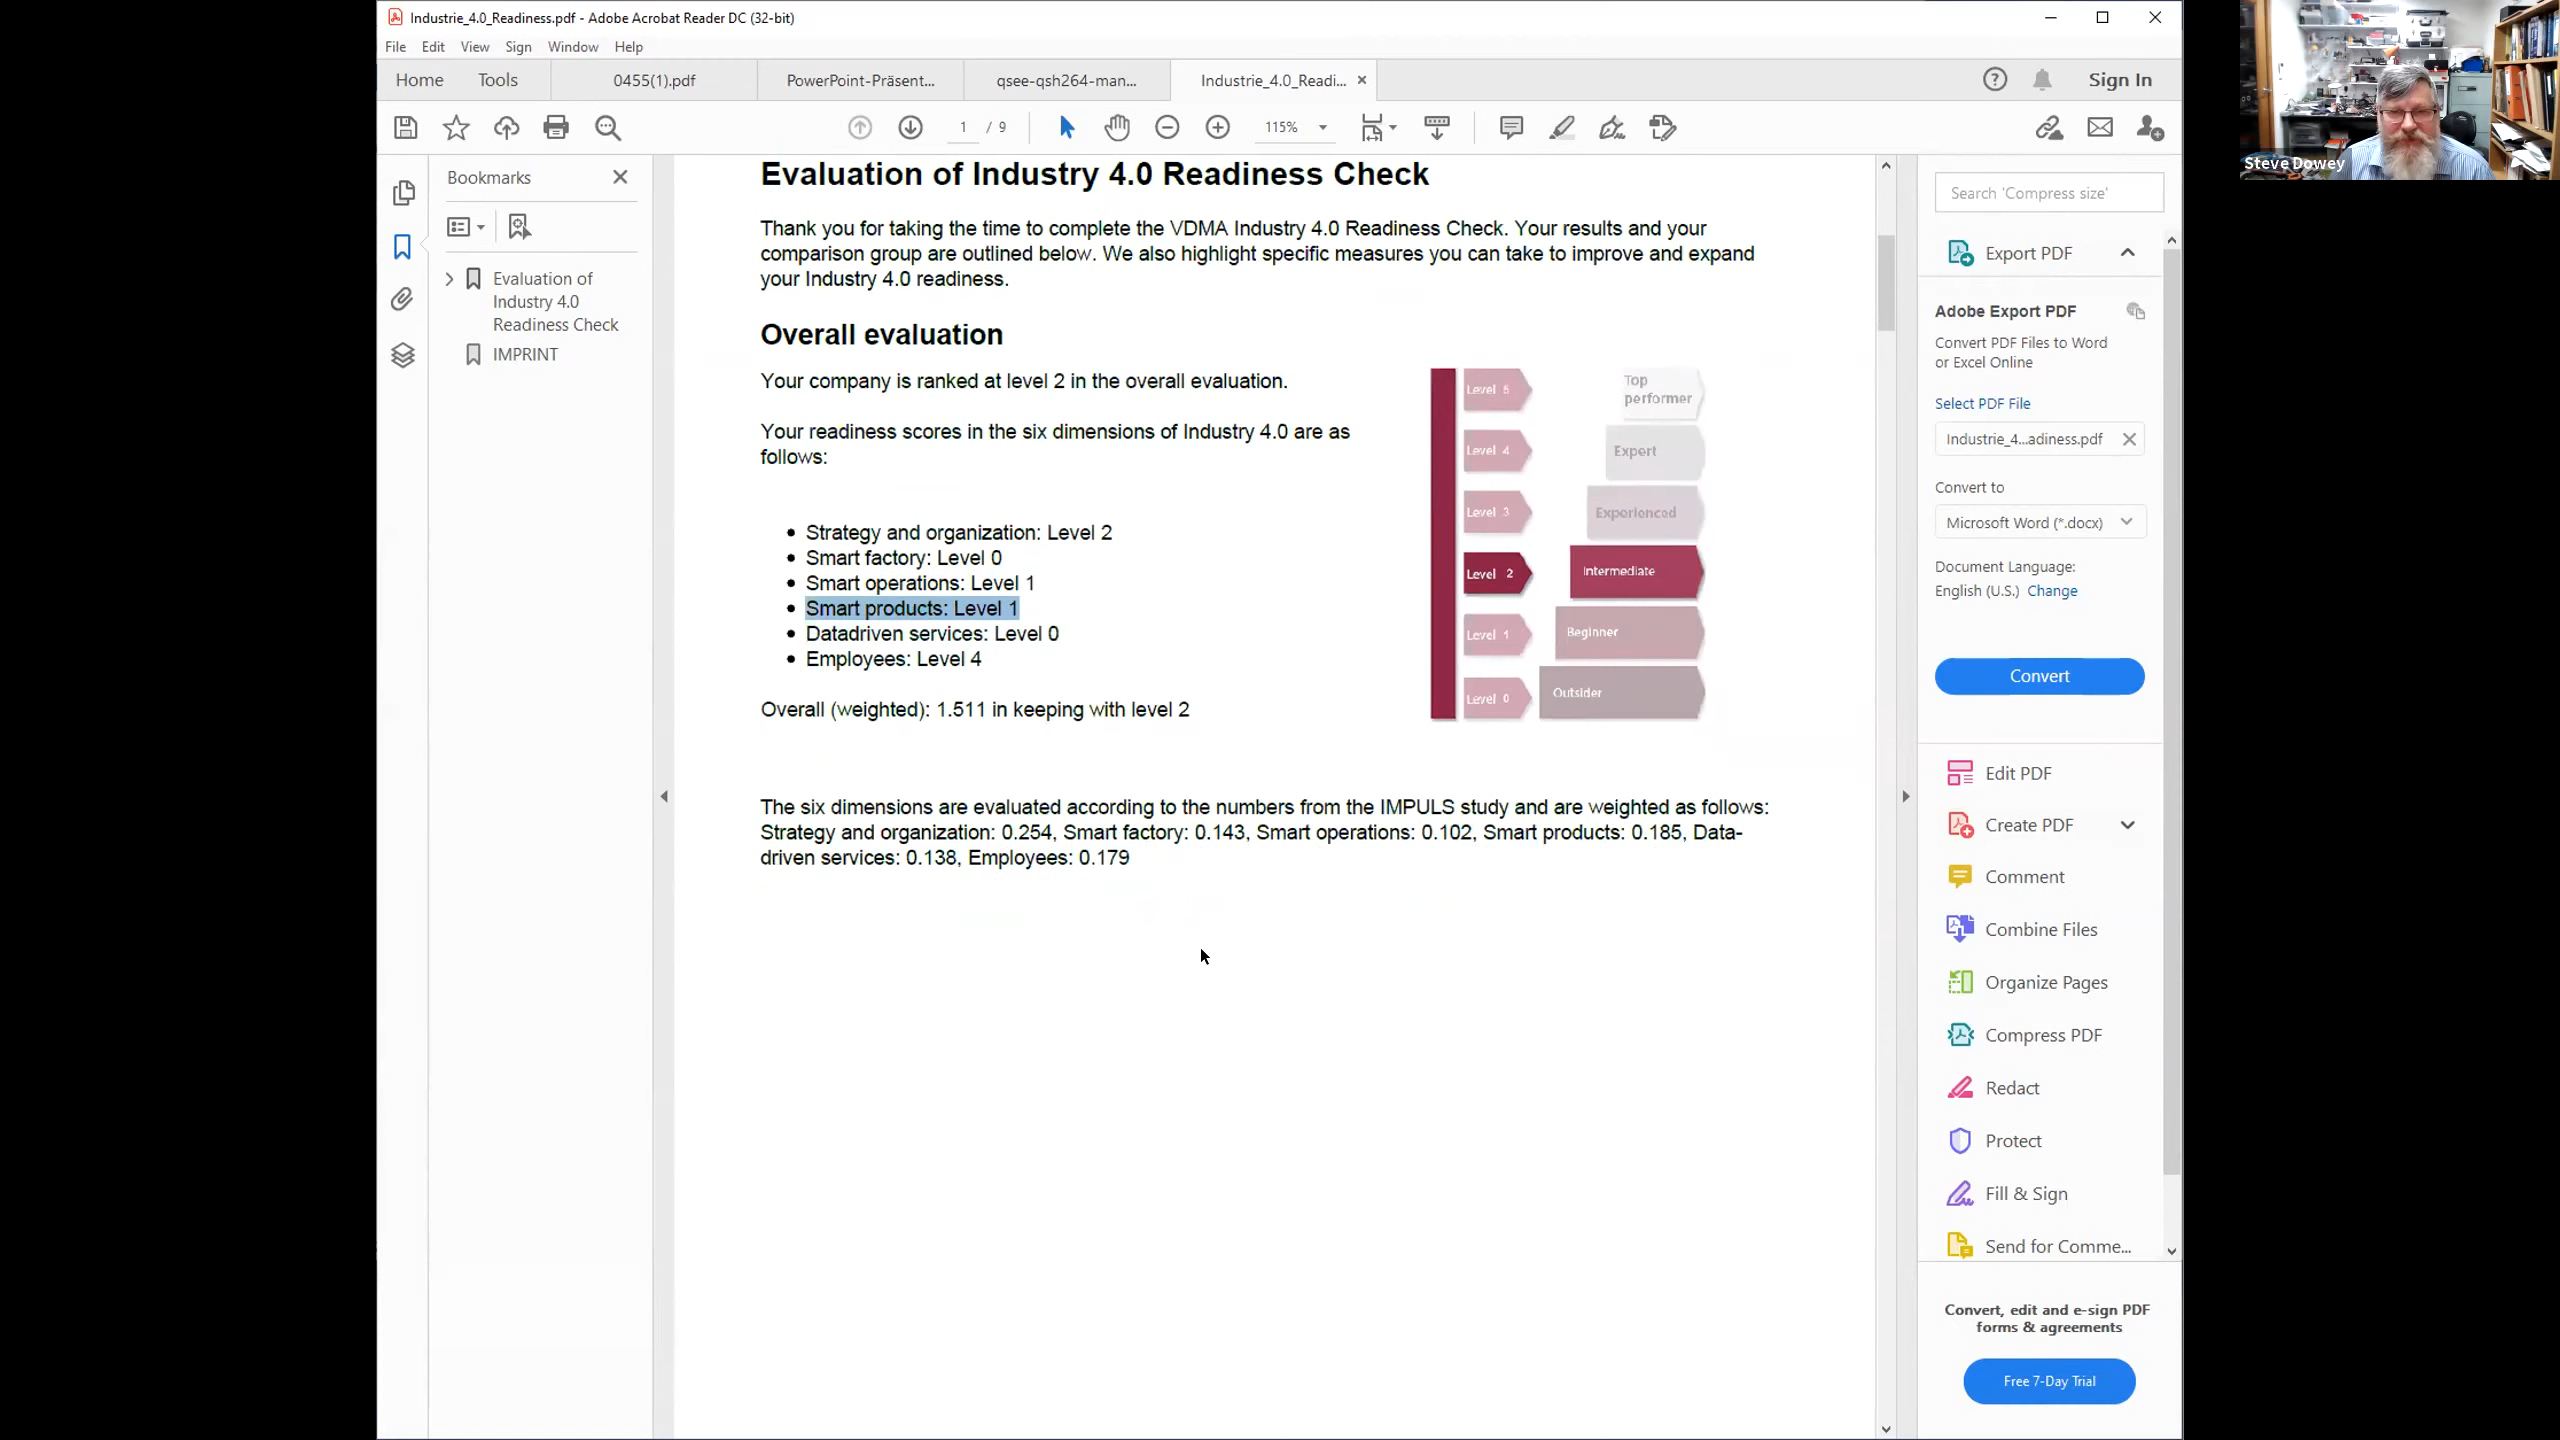 Industrie_4.0_Readiness.pdf - Adobe Acrobat Reader DC (32-bit)
File Edit View Sign Window Help
Home Tools 0455(1).pdf PowerPoint-Präsent... qsee-qsh264-man... Industrie_4.0_Readi... Sign In
1 / 9 115%
Steve Dowey
Bookmarks
Evaluation of
Industry 4.0
Readiness Check
IMPRINT
Evaluation of Industry 4.0 Readiness Check
Thank you for taking the time to complete the VDMA Industry 4.0 Readiness Check. Your results and your
comparison group are outlined below. We also highlight specific measures you can take to improve and expand
your Industry 4.0 readiness.
Overall evaluation
Your company is ranked at level 2 in the overall evaluation.
Your readiness scores in the six dimensions of Industry 4.0 are as
follows:
• Strategy and organization: Level 2
• Smart factory: Level 0
• Smart operations: Level 1
• Smart products: Level 1
• Datadriven services: Level 0
• Employees: Level 4
Overall (weighted): 1.511 in keeping with level 2
Level 5 Top
performer
Level 4 Expert
Level 3 Experienced
Level 2 Intermediate
Level 1 Beginner
Level 0 Outsider
The six dimensions are evaluated according to the numbers from the IMPULS study and are weighted as follows:
Strategy and organization: 0.254, Smart factory: 0.143, Smart operations: 0.102, Smart products: 0.185, Data-
driven services: 0.138, Employees: 0.179
Search 'Compress size'
Export PDF
Adobe Export PDF
Convert PDF Files to Word
or Excel Online
Select PDF File
Industrie_4...adiness.pdf
Convert to
Microsoft Word (*.docx)
Document Language:
English (U.S.) Change
Convert
Edit PDF
Create PDF
Comment
Combine Files
Organize Pages
Compress PDF
Redact
Protect
Fill & Sign
Send for Comme...
Convert, edit and e-sign PDF
forms & agreements
Free 7-Day Trial